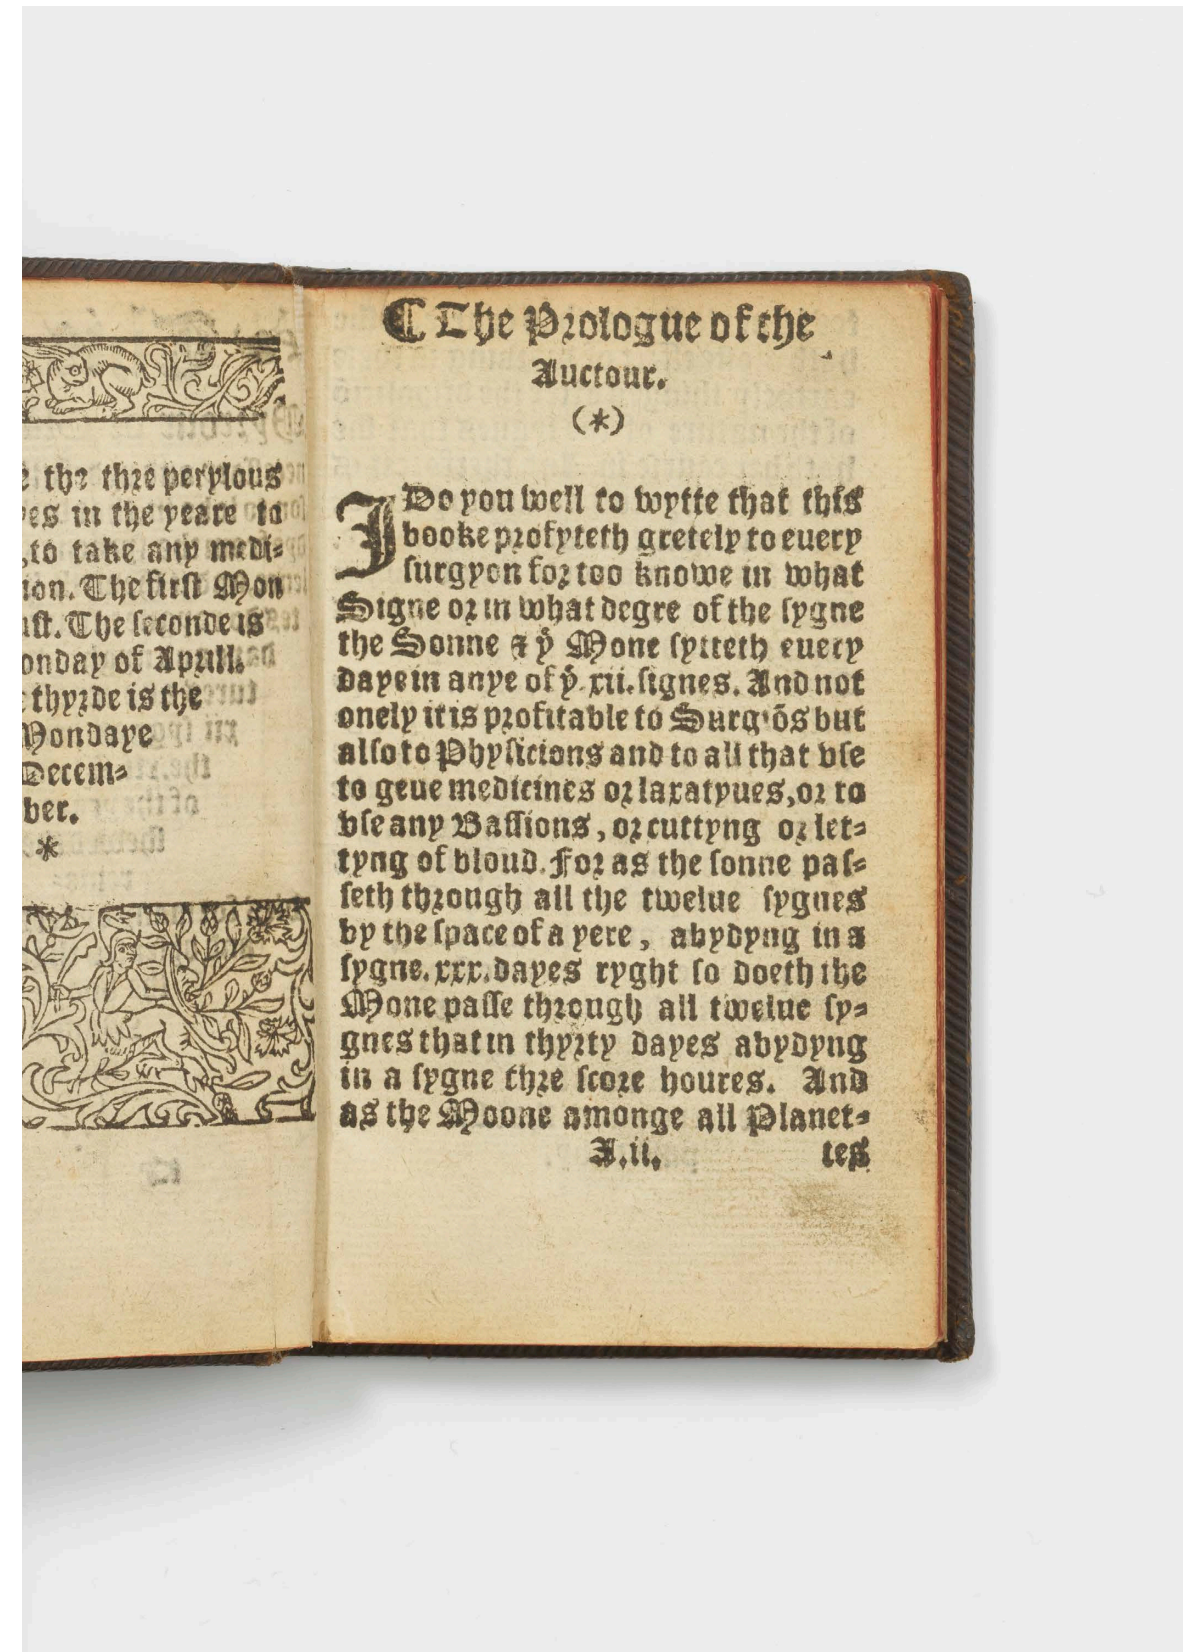 the thre perylous
es in the yeare to
,to take any medi-
ion. The first Mon
ust. The seconde is
onday of Aprill.
thyrde is the
Mondaye
Decem-
ber.
*
☾ The Prologue of the
Auctour.
(*)
I Do you well to wytte that this
booke profyteth gretely to euery
surgyon for too knowe in what
Signe or in what degre of the sygne
the Sonne & yͤ Mone sytteth euery
daye in anye of yͤ .xii. signes. And not
onely it is profitable to Surgiōs but
also to Physicions and to all that vse
to geue medicines or laxatyues, or to
vse any Bassions, or cuttyng or let-
tyng of bloud. For as the sonne pas-
seth through all the twelue sygnes
by the space of a yere, abydyng in a
sygne .xxx. dayes ryght so doeth the
Mone passe through all twelue sy-
gnes that in thyrty dayes abydyng
in a sygne thre score houres. And
as the Moone amonge all Planet-
A.ii. tes